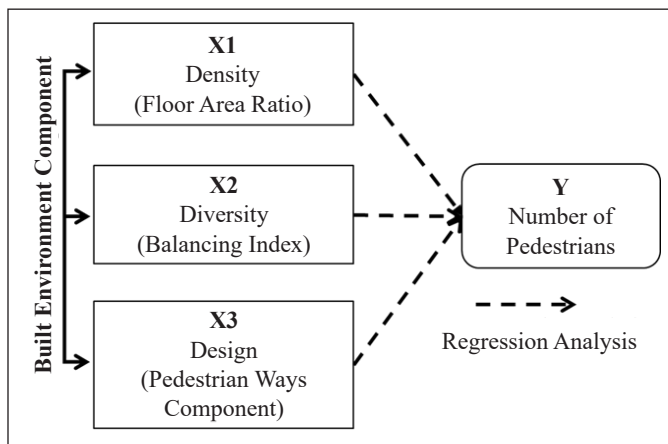 Built Environment Component
X1
Density
(Floor Area Ratio)
X2
Diversity
(Balancing Index)
X3
Design
(Pedestrian Ways
Component)
Y
Number of
Pedestrians
Regression Analysis